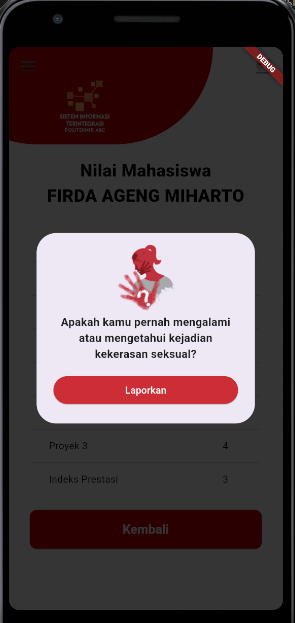 DEBUG
SISTEM INFORMASI
TERINTEGRASI
POLITEKNIK ABC
Nilai Mahasiswa
FIRDA AGENG MIHARTO
?
Apakah kamu pernah mengalami
atau mengetahui kejadian
kekerasan seksual?
Laporkan
Proyek 3 4
Indeks Prestasi 3
Kembali